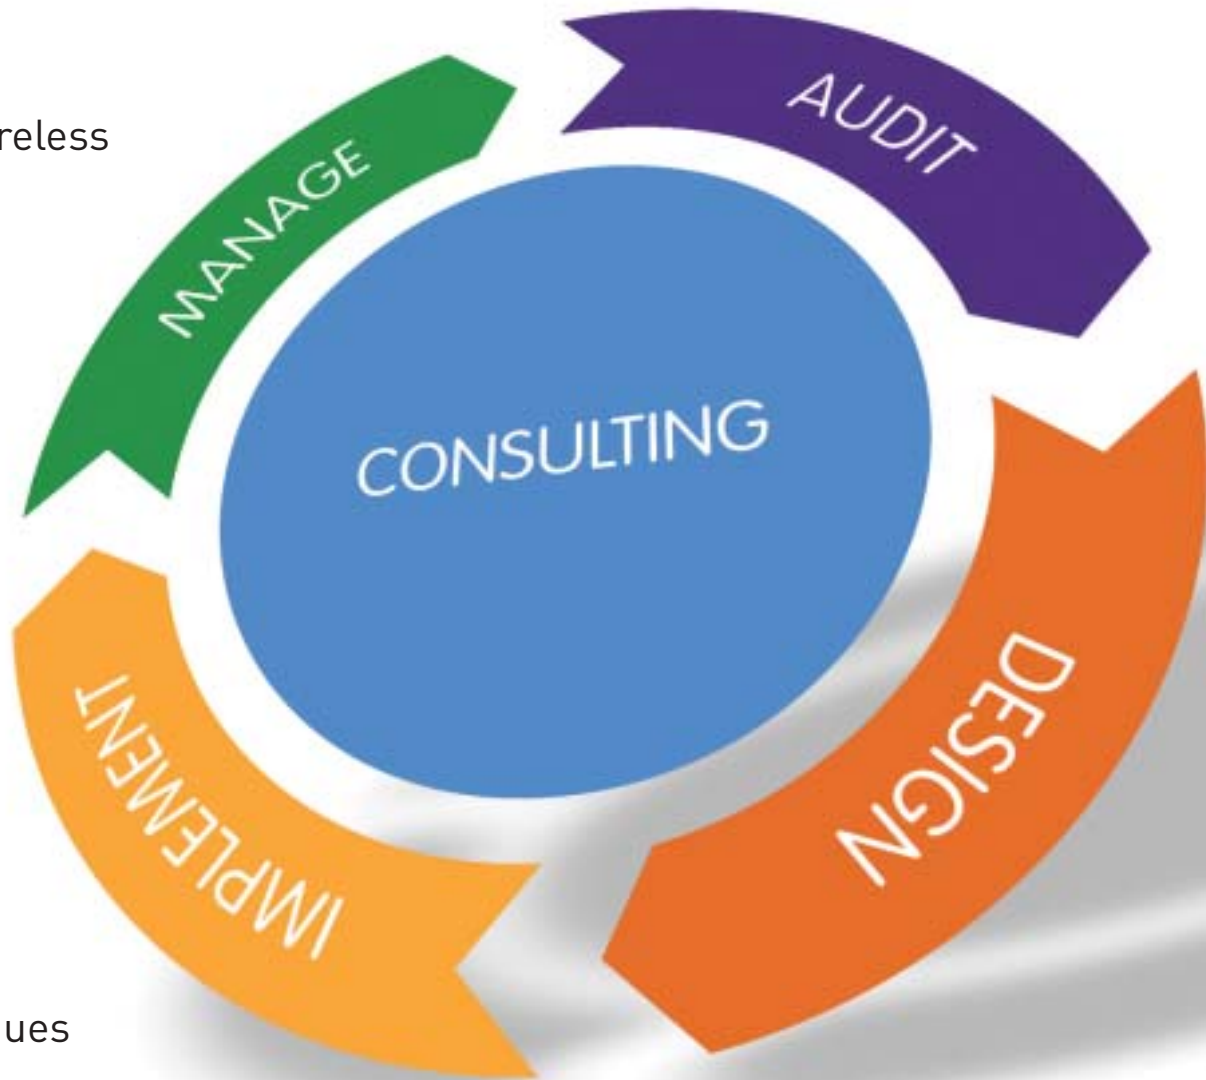 reless
AUDIT
MANAGE
CONSULTING
DESIGN
IMPLEMENT
ues